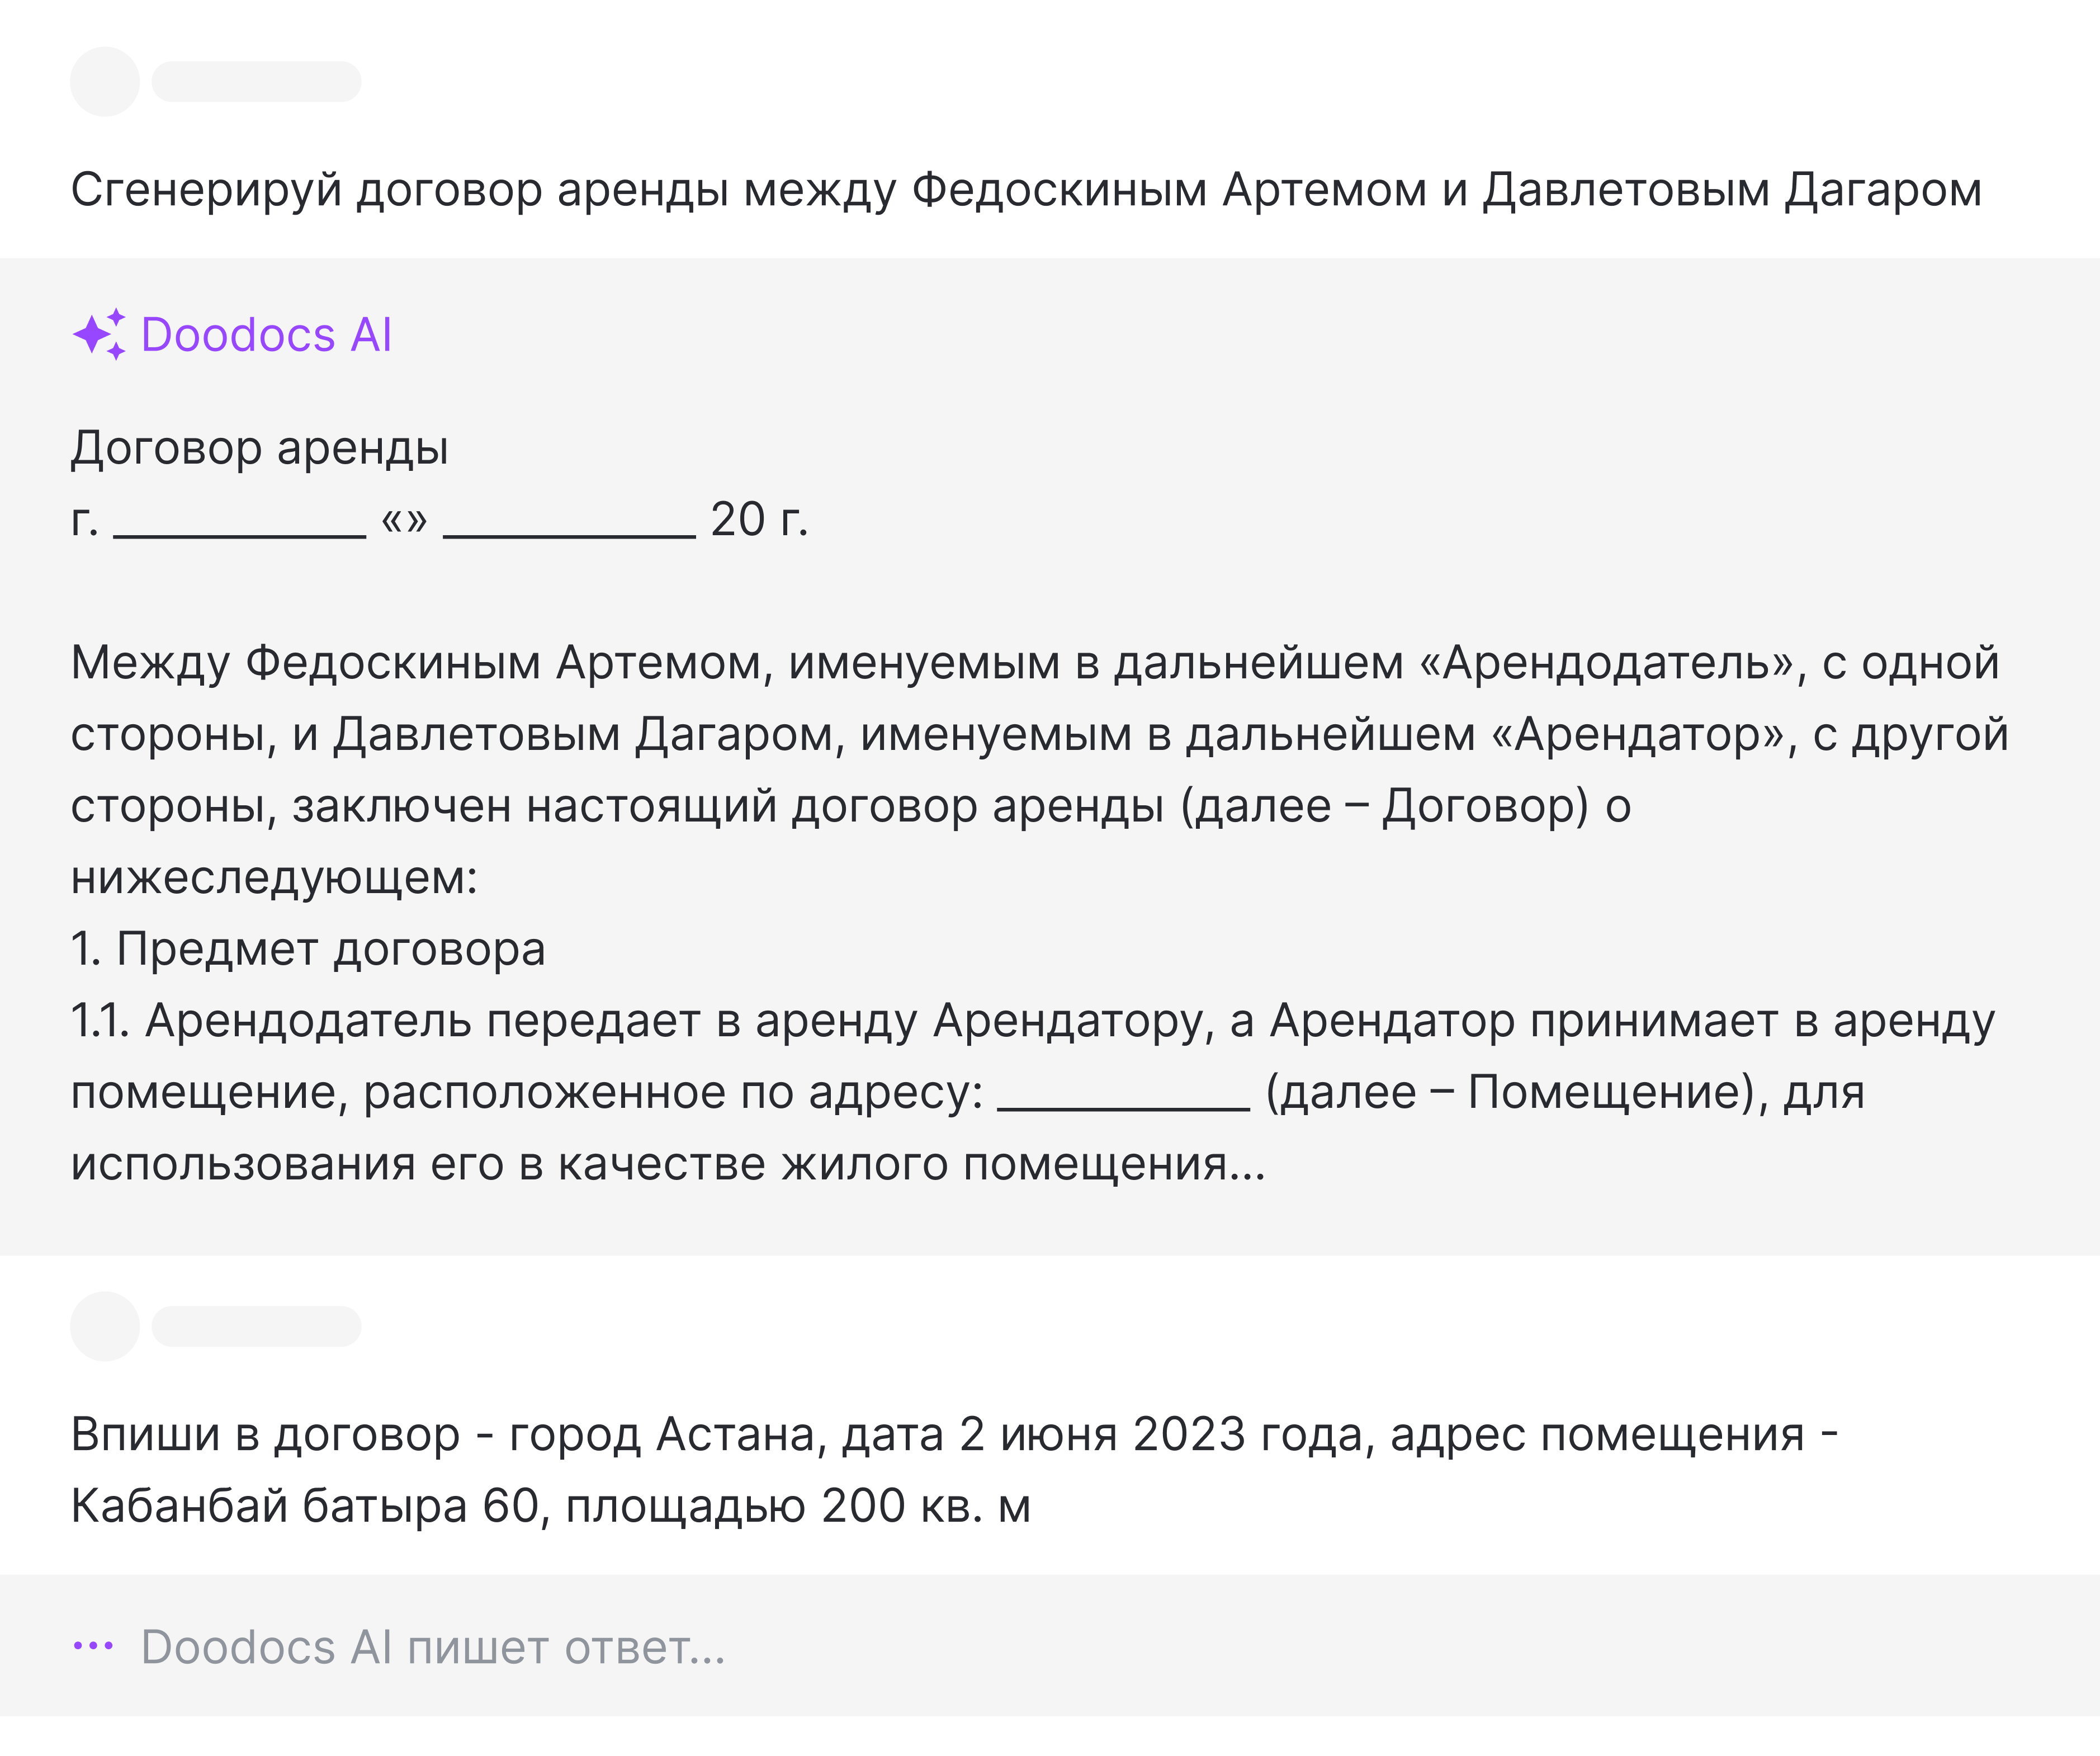 Сгенерируй договор аренды между Федоскиным Артемом и Давлетовым Дагаром
Doodocs AI
Договор аренды
г. ____________ «» ____________ 20 г.
Между Федоскиным Артемом, именуемым в дальнейшем «Арендодатель», с одной
стороны, и Давлетовым Дагаром, именуемым в дальнейшем «Арендатор», с другой
стороны, заключен настоящий договор аренды (далее – Договор) о
нижеследующем:
1. Предмет договора
1.1. Арендодатель передает в аренду Арендатору, а Арендатор принимает в аренду
помещение, расположенное по адресу: ____________ (далее – Помещение), для
использования его в качестве жилого помещения...
Впиши в договор - город Астана, дата 2 июня 2023 года, адрес помещения -
Кабанбай батыра 60, площадью 200 кв. м
Doodocs AI пишет ответ...